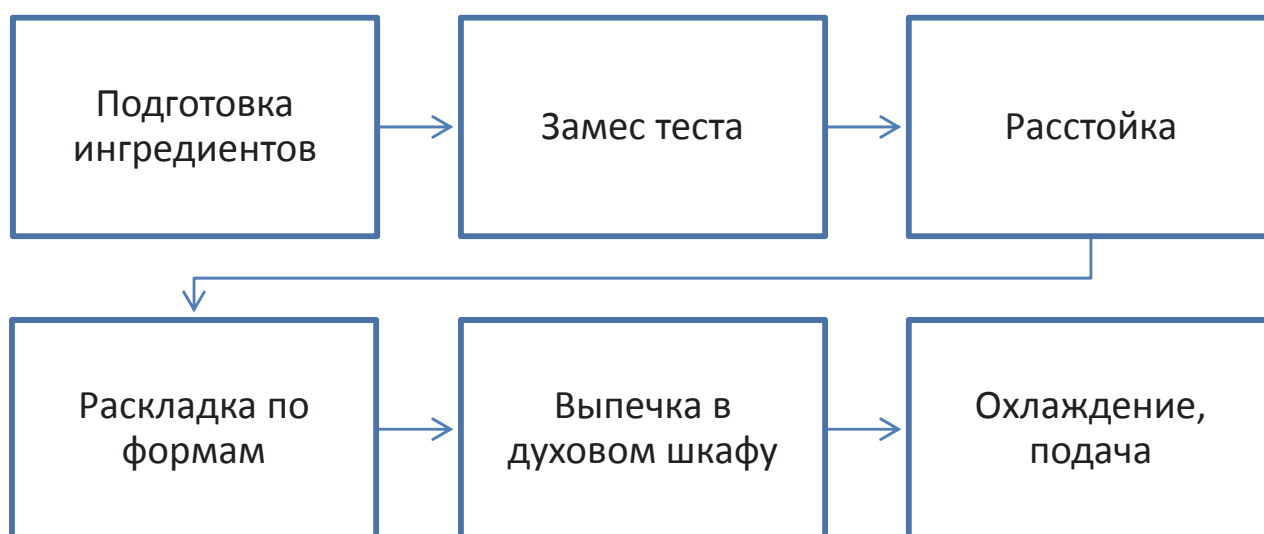 Подготовка
ингредиентов
Замес теста
Расстойка
Раскладка по
формам
Выпечка в
духовом шкафу
Охлаждение,
подача